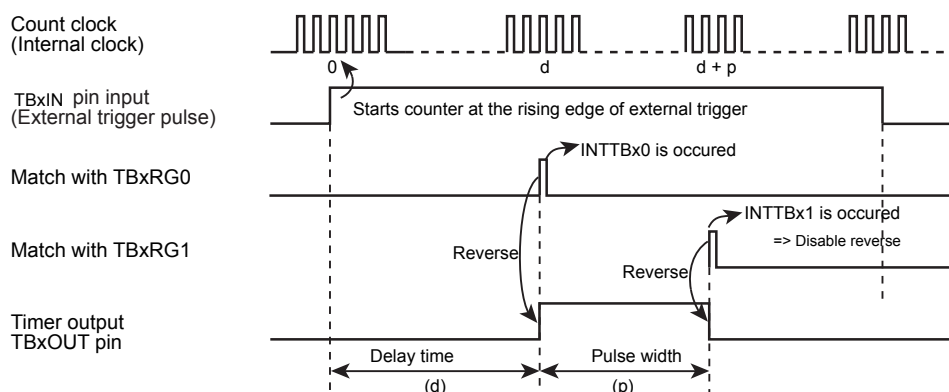 Count clock
(Internal clock)
0
d
d + p
TBxIN pin input
(External trigger pulse)
Starts counter at the rising edge of external trigger
INTTBx0 is occured
Match with TBxRG0
INTTBx1 is occured
=> Disable reverse
Match with TBxRG1
Reverse
Reverse
Timer output
TBxOUT pin
Delay time
(d)
Pulse width
(p)